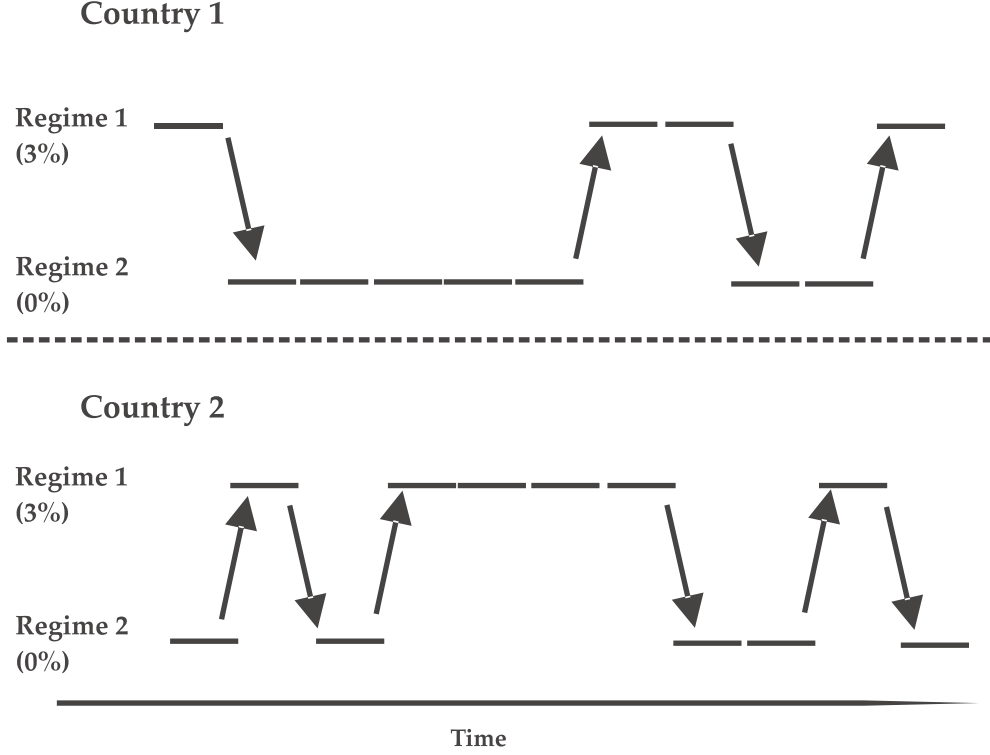 Country 1
Regime 1
(3%)
Regime 2
(0%)
Country 2
Regime 1
(3%)
Regime 2
(0%)
Time